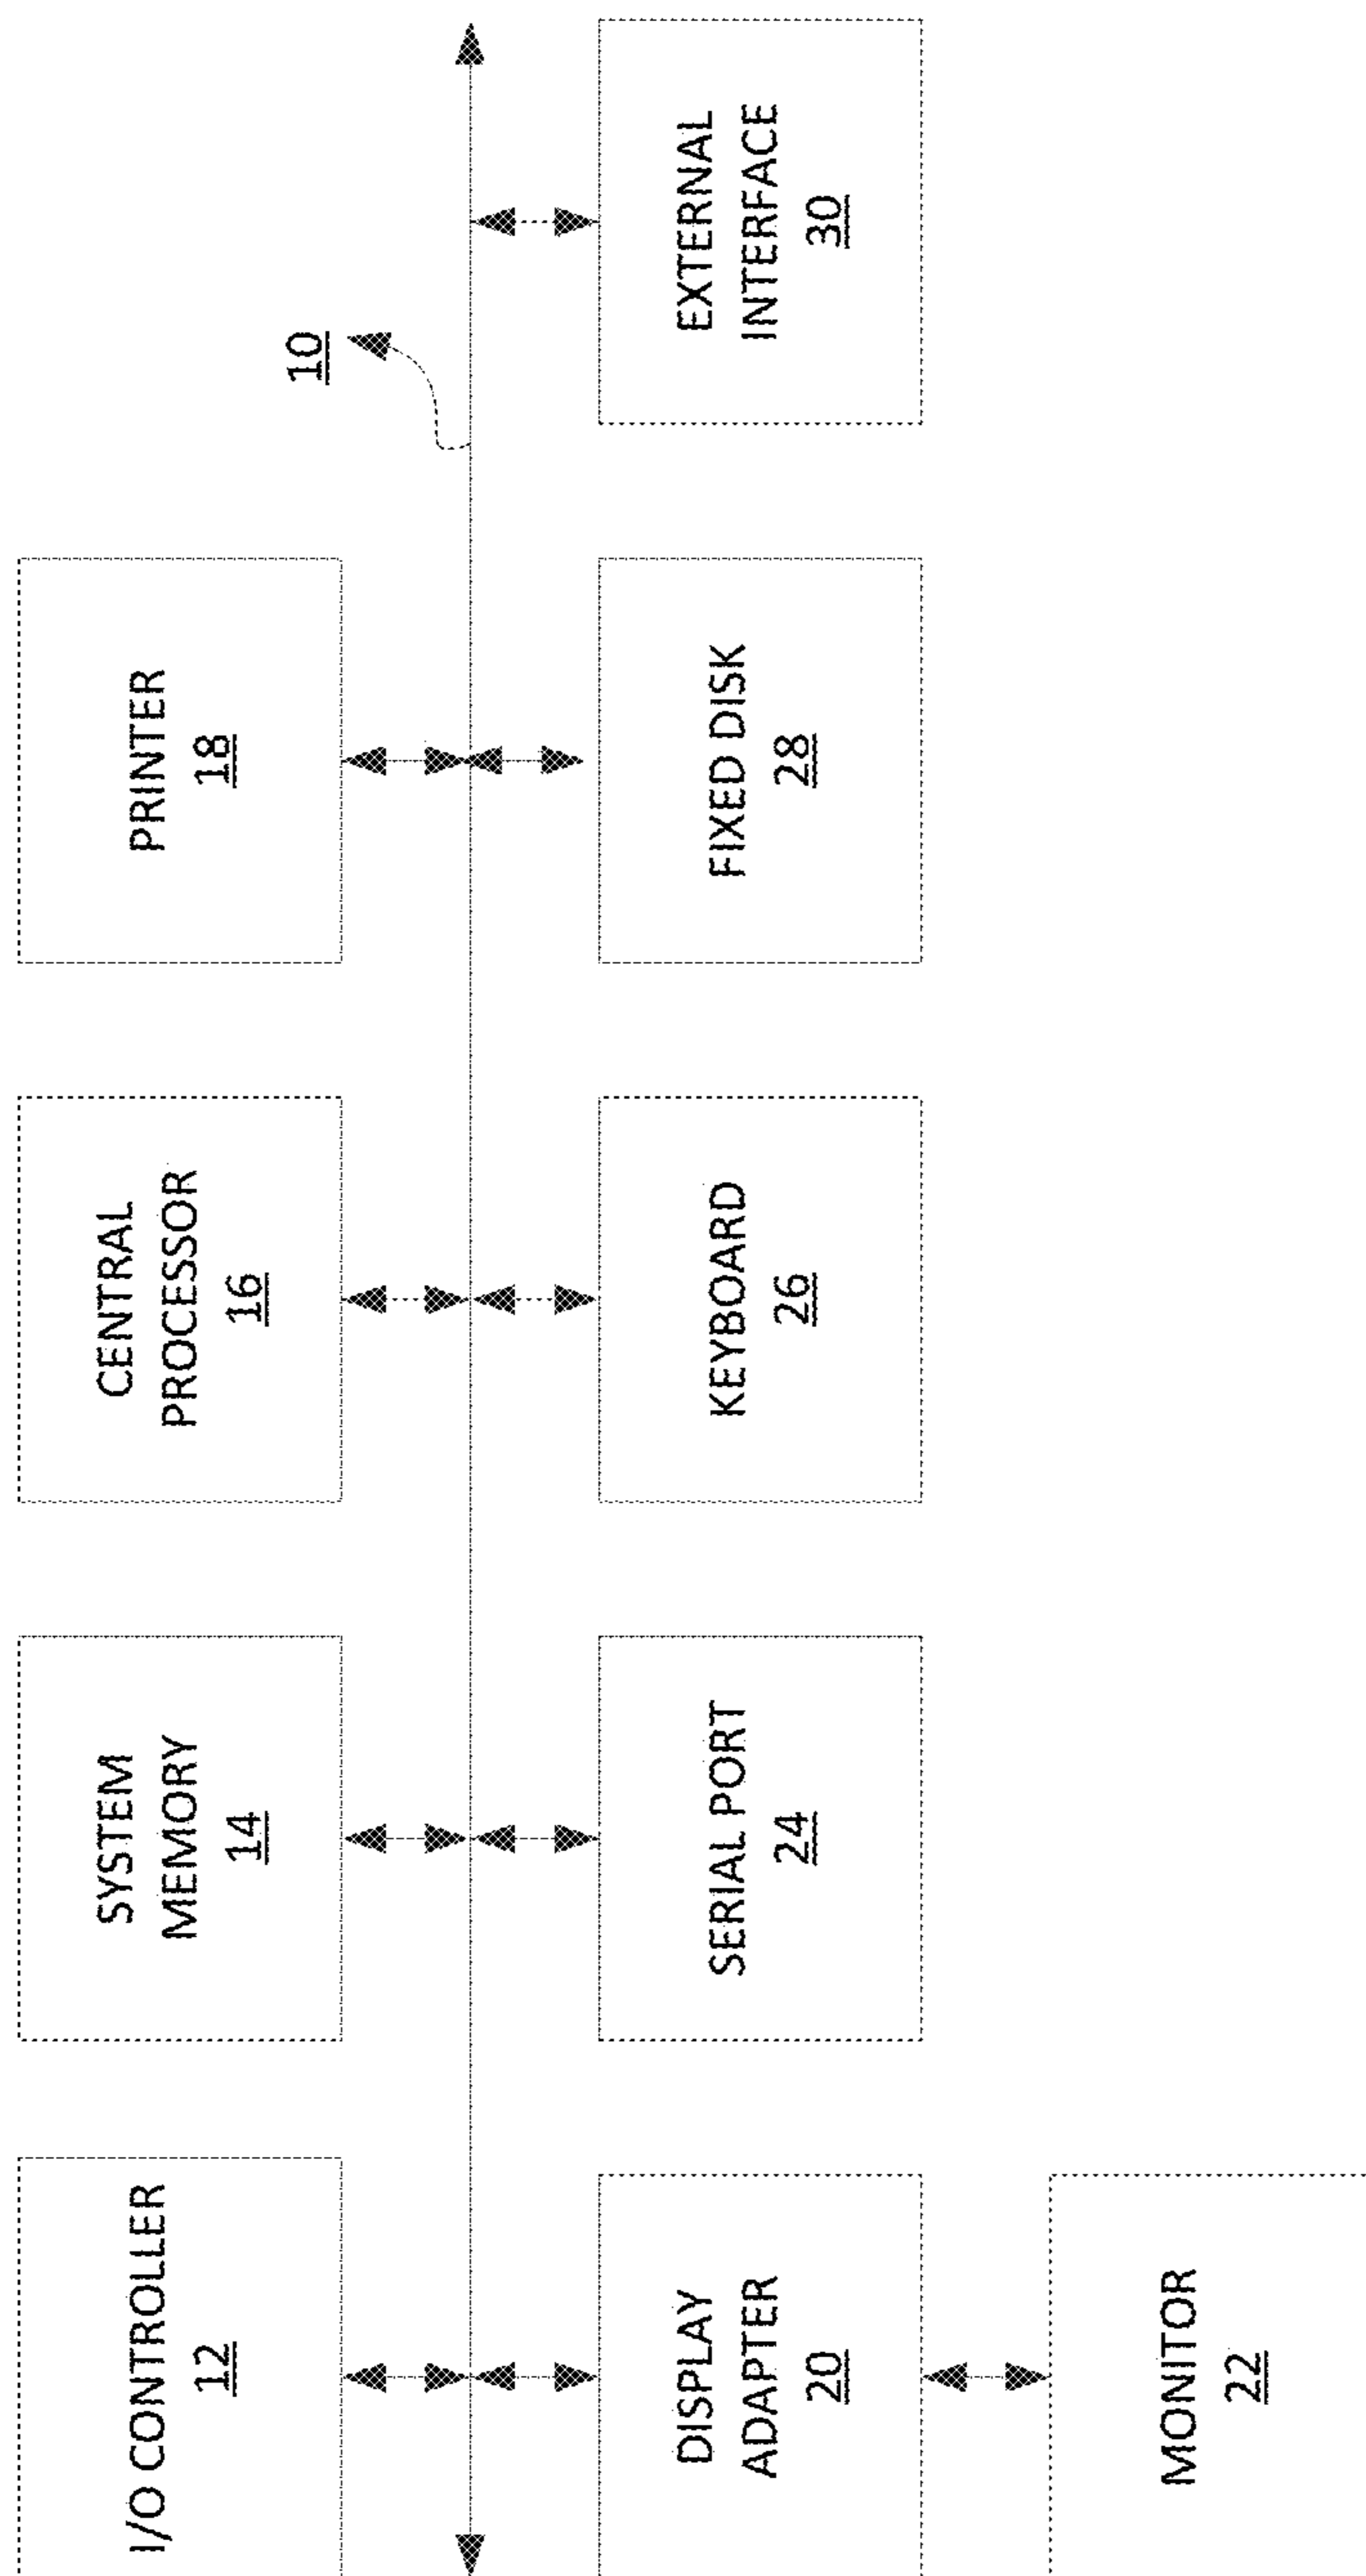 I/O CONTROLLER
12
SYSTEM
MEMORY
14
CENTRAL
PROCESSOR
16
PRINTER
18
10
DISPLAY
ADAPTER
20
SERIAL PORT
24
KEYBOARD
26
FIXED DISK
28
EXTERNAL
INTERFACE
30
MONITOR
22